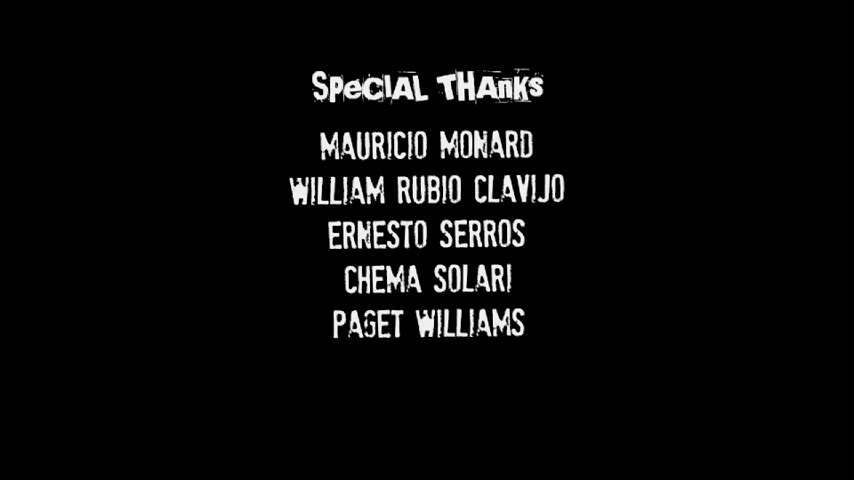 SPeCIAL THAnKS
MAURICIO MONARD
WILLIAM RUBIO CLAVIJO
ERNESTO SERROS
CHEMA SOLARI
PAGET WILLIAMS